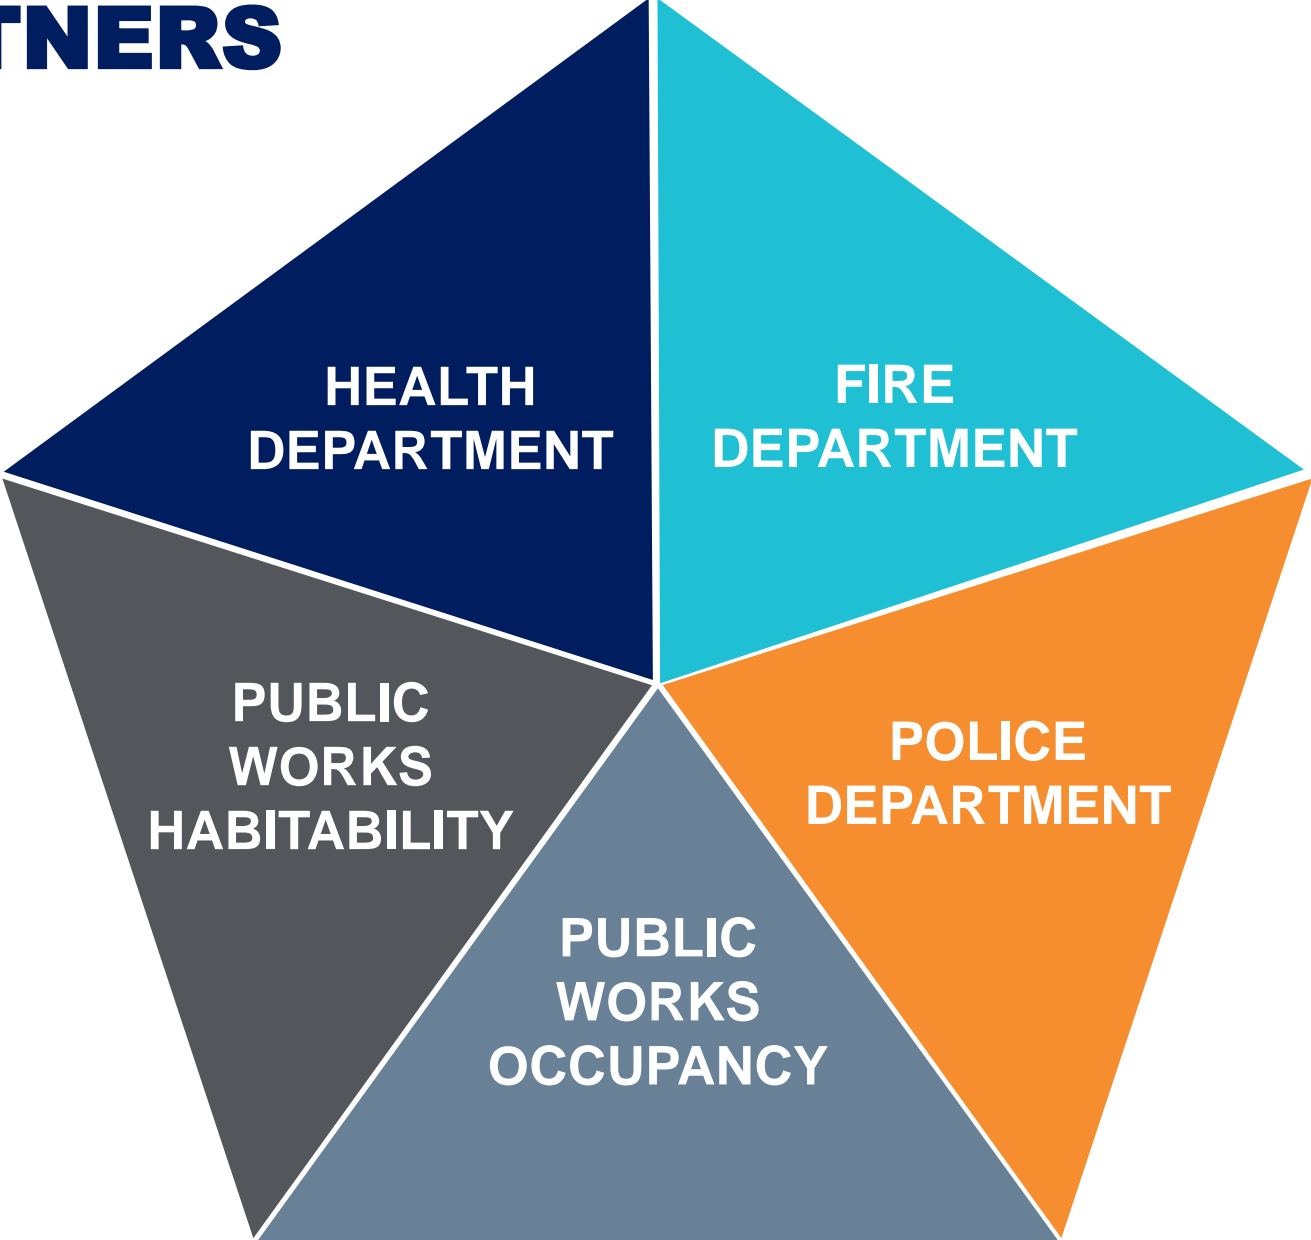 TNERS
HEALTH
DEPARTMENT
FIRE
DEPARTMENT
PUBLIC
WORKS
HABITABILITY
POLICE
DEPARTMENT
PUBLIC
WORKS
OCCUPANCY